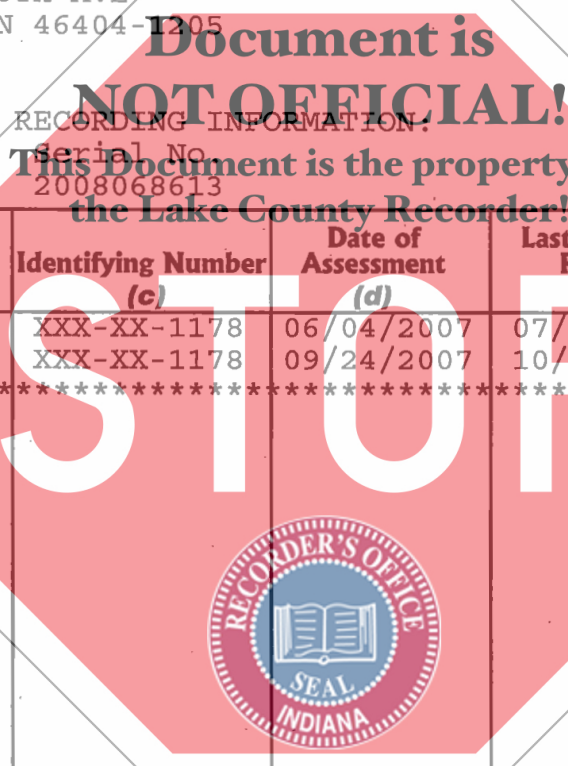 N 46404-1205
Document is
NOT OFFICIAL!
RECORDING INFORMATION:
Serial No.
This Document is the property
2008068613
the Lake County Recorder!
Identifying Number
(c)
Date of
Assessment
(d)
Last
XXX-XX-1178 06/04/2007 07/
XXX-XX-1178 09/24/2007 10/
*****************************
STOP
RECORDER'S OFFICE
SEAL
INDIANA